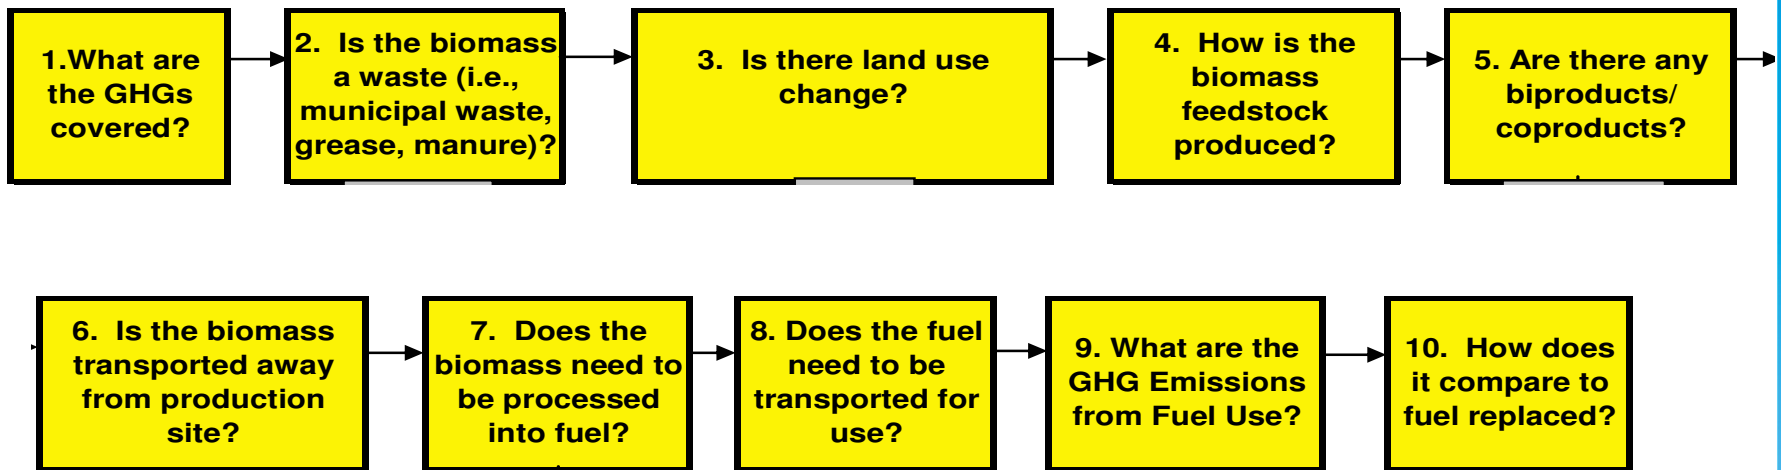 1.What are
the GHGs
covered?
2.  Is the biomass
a waste (i.e.,
municipal waste,
grease, manure)?
3.  Is there land use
change?
4.  How is the
biomass
feedstock
produced?
5. Are there any
biproducts/
coproducts?
6.  Is the biomass
transported away
from production
site?
7.  Does the
biomass need to
be processed
into fuel?
8. Does the fuel
need to be
transported for
use?
9. What are the
GHG Emissions
from Fuel Use?
10.  How does
it compare to
fuel replaced?